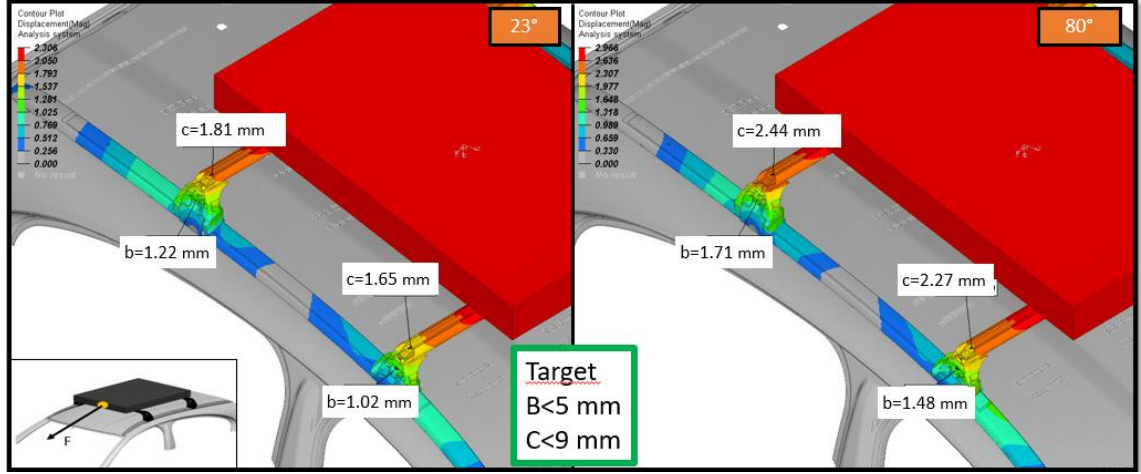 Contour Plot
Displacement(Mag)
Analysis system
2.306
2.050
1.793
1.537
1.281
1.025
0.769
0.512
0.256
0.000
No result
23°
c=1.81 mm
b=1.22 mm
c=1.65 mm
b=1.02 mm
F
Target
B<5 mm
C<9 mm
Contour Plot
Displacement(Mag)
Analysis system
2.966
2.636
2.307
1.977
1.648
1.318
0.989
0.659
0.330
0.000
No result
80°
c=2.44 mm
b=1.71 mm
c=2.27 mm
b=1.48 mm